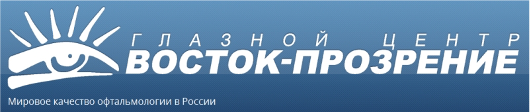 ГЛАЗНОЙ ЦЕНТР
ВОСТОК-ПРОЗРЕНИЕ
Мировое качество офтальмологии в России